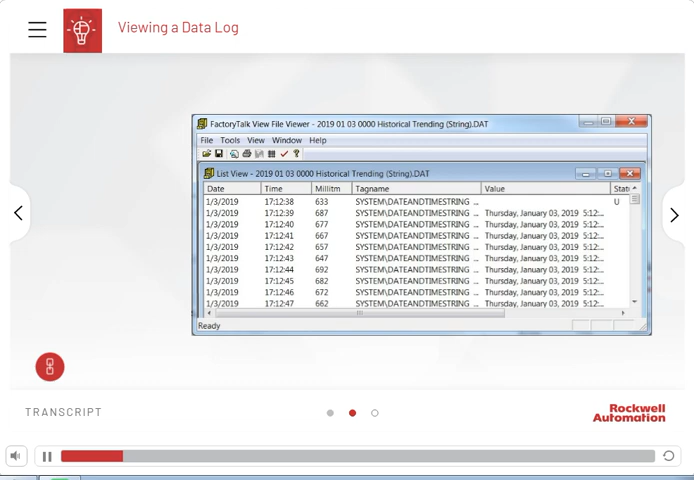 Viewing a Data Log
FactoryTalk View File Viewer - 2019 01 03 0000 Historical Trending (String).DAT
File Tools View Window Help
List View - 2019 01 03 0000 Historical Trending (String).DAT
Date Time Millitm Tagname Value Stat
1/3/2019 17:12:38 633 SYSTEM\DATEANDTIMESTRING ... U
1/3/2019 17:12:39 687 SYSTEM\DATEANDTIMESTRING ... Thursday, January 03, 2019 5:12:...
1/3/2019 17:12:40 677 SYSTEM\DATEANDTIMESTRING ... Thursday, January 03, 2019 5:12:...
1/3/2019 17:12:41 667 SYSTEM\DATEANDTIMESTRING ... Thursday, January 03, 2019 5:12:...
1/3/2019 17:12:42 657 SYSTEM\DATEANDTIMESTRING ... Thursday, January 03, 2019 5:12:...
1/3/2019 17:12:43 647 SYSTEM\DATEANDTIMESTRING ... Thursday, January 03, 2019 5:12:...
1/3/2019 17:12:44 692 SYSTEM\DATEANDTIMESTRING ... Thursday, January 03, 2019 5:12:...
1/3/2019 17:12:45 682 SYSTEM\DATEANDTIMESTRING ... Thursday, January 03, 2019 5:12:...
1/3/2019 17:12:46 672 SYSTEM\DATEANDTIMESTRING ... Thursday, January 03, 2019 5:12:...
1/3/2019 17:12:47 662 SYSTEM\DATEANDTIMESTRING ... Thursday, January 03, 2019 5:12:...
Ready
TRANSCRIPT
Rockwell
Automation